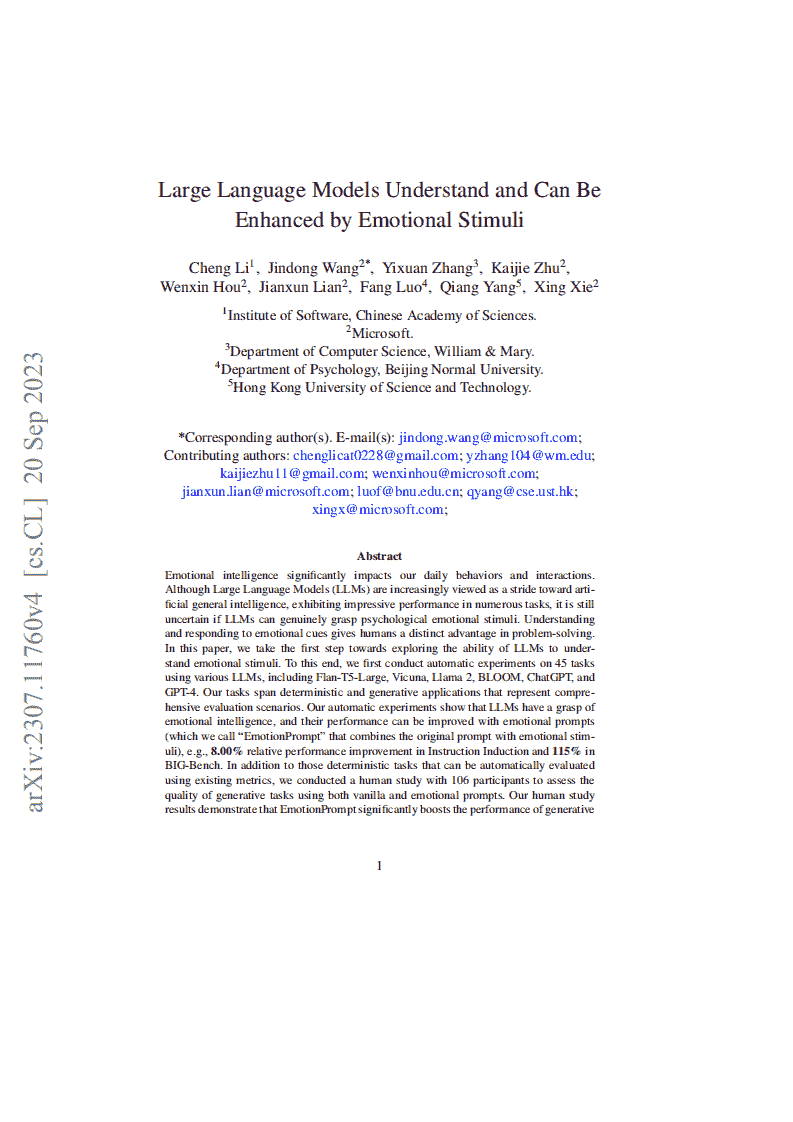 Large Language Models Understand and Can Be
Enhanced by Emotional Stimuli
Cheng Li1, Jindong Wang2*, Yixuan Zhang3, Kaijie Zhu2,
Wenxin Hou2, Jianxun Lian2, Fang Luo4, Qiang Yang5, Xing Xie2
1Institute of Software, Chinese Academy of Sciences.
2Microsoft.
3Department of Computer Science, William & Mary.
4Department of Psychology, Beijing Normal University.
5Hong Kong University of Science and Technology.
*Corresponding author(s). E-mail(s): jindong.wang@microsoft.com;
Contributing authors: chenglicat0228@gmail.com; yzhang104@wm.edu;
kaijiezhu11@gmail.com; wenxinhou@microsoft.com;
jianxun.lian@microsoft.com; luof@bnu.edu.cn; qyang@cse.ust.hk;
xingx@microsoft.com;
Abstract
Emotional intelligence significantly impacts our daily behaviors and interactions.
Although Large Language Models (LLMs) are increasingly viewed as a stride toward arti-
ficial general intelligence, exhibiting impressive performance in numerous tasks, it is still
uncertain if LLMs can genuinely grasp psychological emotional stimuli. Understanding
and responding to emotional cues gives humans a distinct advantage in problem-solving.
In this paper, we take the first step towards exploring the ability of LLMs to un-
derstand emotional stimuli. To this end, we first conduct automatic experiments on 45 tasks
using various LLMs, including Flan-T5-Large, Vicuna, Llama 2, BLOOM, ChatGPT, and
GPT-4. Our tasks span deterministic and generative applications that represent compre-
hensive evaluation scenarios. Our automatic experiments show that LLMs have a grasp of
emotional intelligence, and their performance can be improved with emotional prompts
(which we call “EmotionPrompt” that combines the original prompt with emotional stim-
uli), e.g., 8.00% relative performance improvement in Instruction Induction and 115% in
BIG-Bench. In addition to those deterministic tasks that can be automatically evaluated
using existing metrics, we conducted a human study with 106 participants to assess the
quality of generative tasks using both vanilla and emotional prompts. Our human study
results demonstrate that EmotionPrompt significantly boosts the performance of generative
1
arXiv:2307.11760v4 [cs.CL] 20 Sep 2023